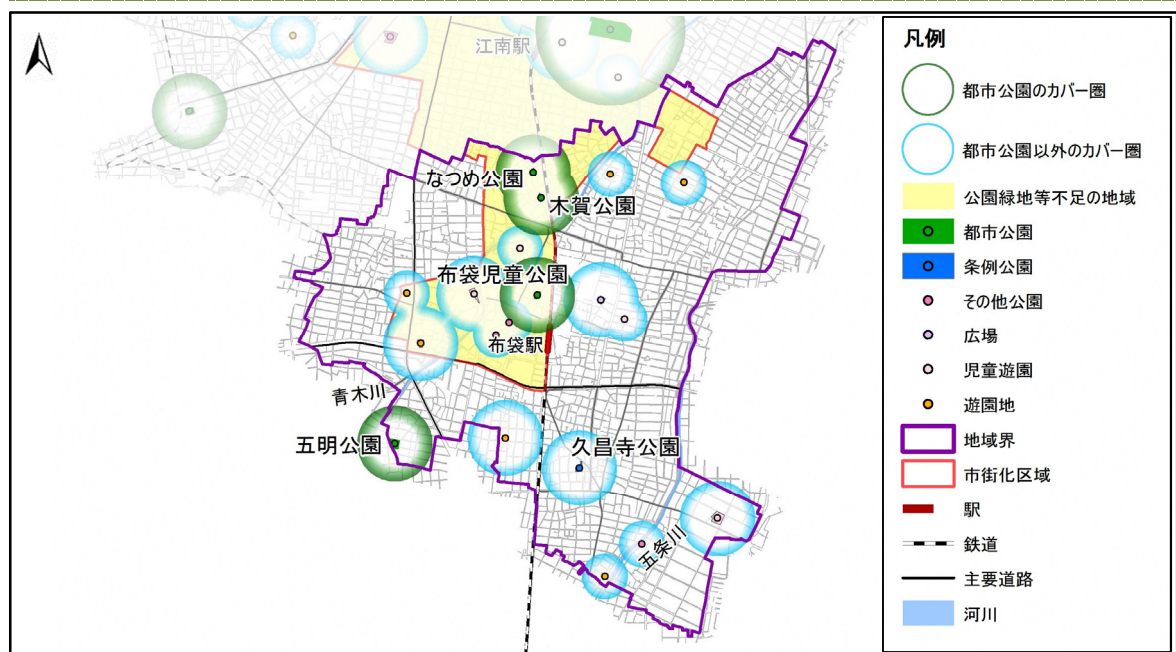 江南駅
なつめ公園
木賀公園
布袋児童公園
布袋駅
青木川
五明公園
久昌寺公園
五条川
凡例
都市公園のカバー圏
都市公園以外のカバー圏
公園緑地等不足の地域
都市公園
条例公園
その他公園
広場
児童遊園
遊園地
地域界
市街化区域
駅
鉄道
主要道路
河川